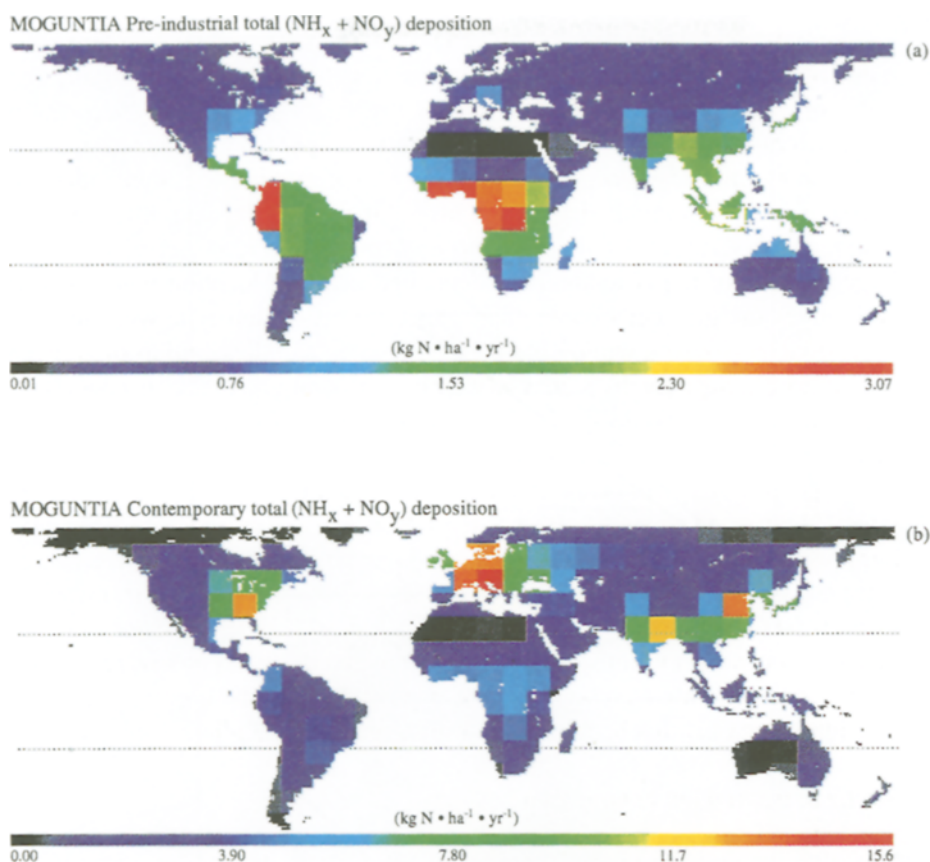 MOGUNTIA Pre-industrial total (NHx + NOy) deposition
(a)
(kg N • ha-1 • yr-1)
0.01 0.76 1.53 2.30 3.07
MOGUNTIA Contemporary total (NHx + NOy) deposition
(b)
(kg N • ha-1 • yr-1)
0.00 3.90 7.80 11.7 15.6